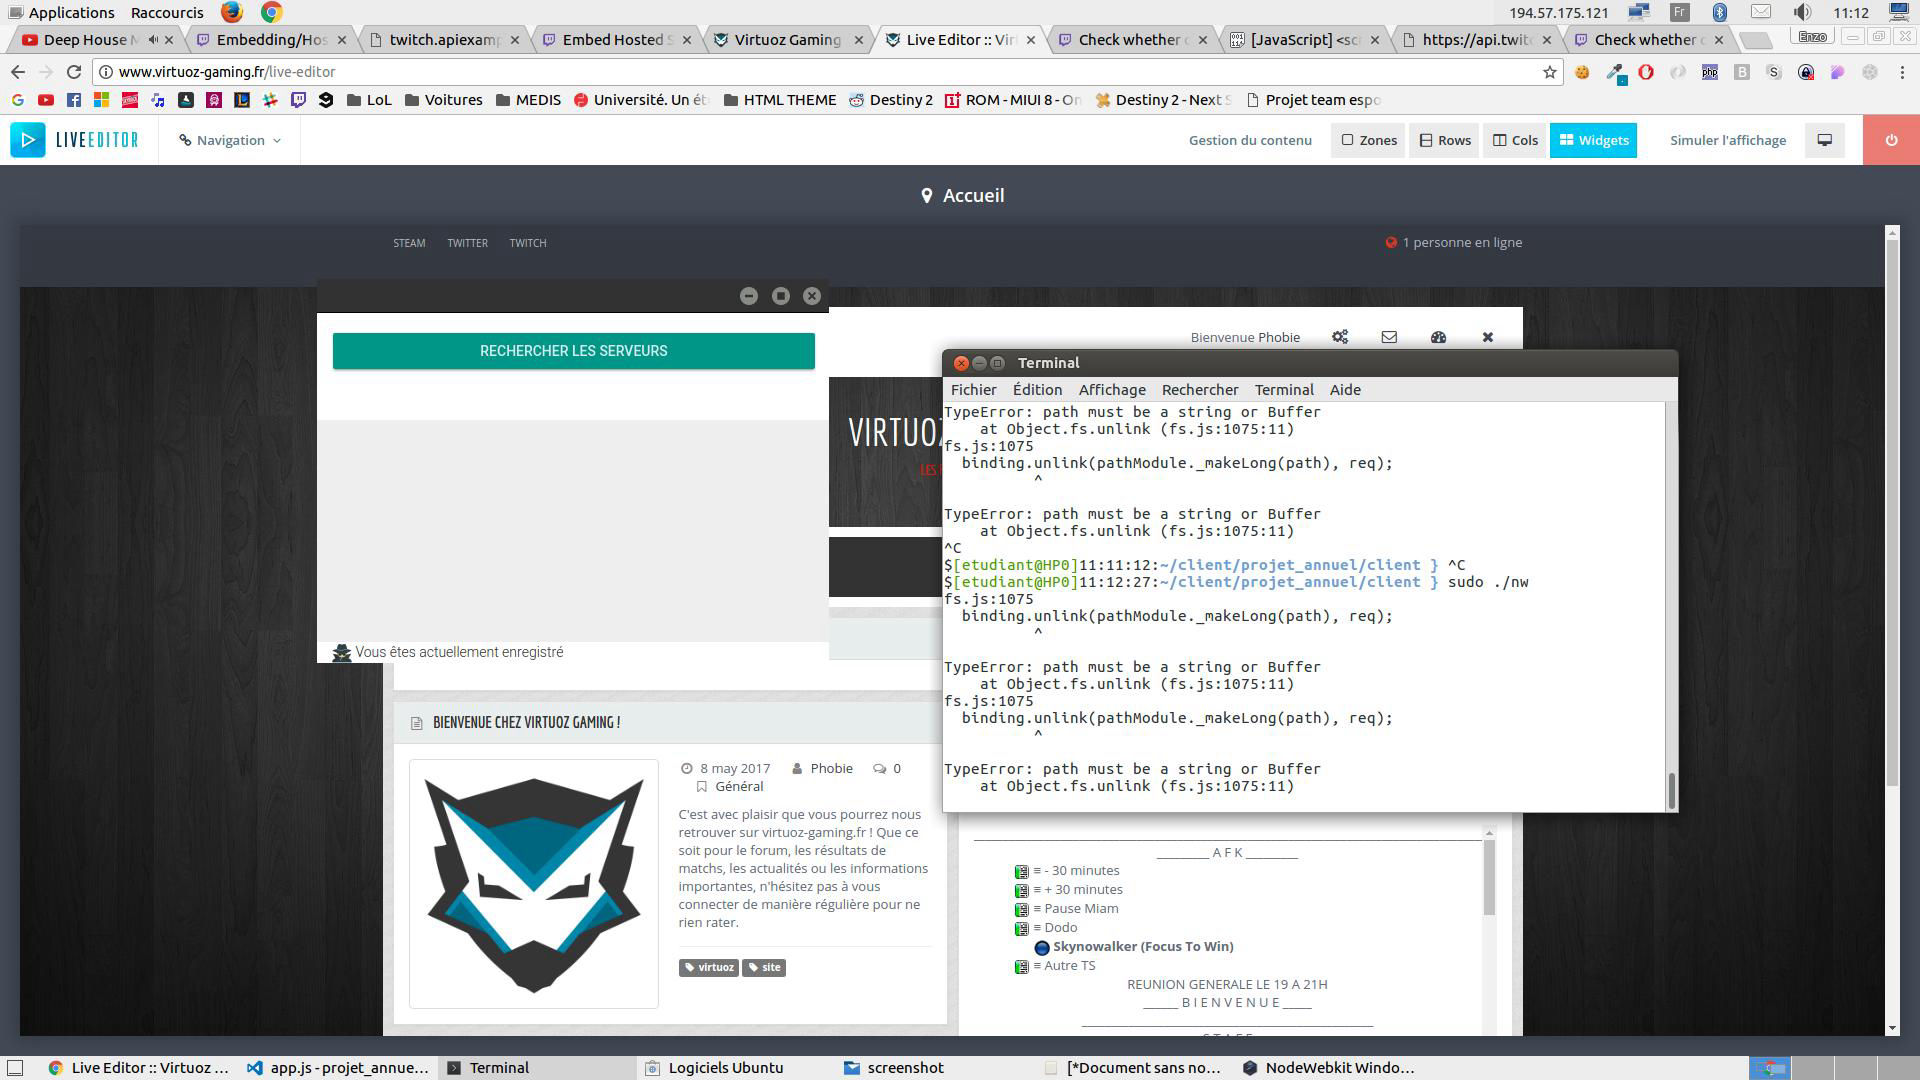 Applications Raccourcis
194.57.175.121 Fr 11:12
Deep House M
Embedding/Hos
twitch.apiexamp
Embed Hosted S
Virtuoz Gaming
Live Editor :: Virt
Check whether c
[JavaScript] <scr
https://api.twitc
Check whether c
Enzo
www.virtuoz-gaming.fr/live-editor
LoL Voitures MEDIS Université. Un ét HTML THEME Destiny 2 ROM - MIUI 8 - On Destiny 2 - Next S Projet team espo
LIVEEDITOR Navigation Gestion du contenu Zones Rows Cols Widgets Simuler l'affichage
Accueil
STEAM TWITTER TWITCH 1 personne en ligne
RECHERCHER LES SERVEURS
Vous êtes actuellement enregistré
Bienvenue Phobie
VIRTUOZ
LES
Terminal
Fichier Édition Affichage Rechercher Terminal Aide
TypeError: path must be a string or Buffer
at Object.fs.unlink (fs.js:1075:11)
fs.js:1075
binding.unlink(pathModule._makeLong(path), req);
^
TypeError: path must be a string or Buffer
at Object.fs.unlink (fs.js:1075:11)
^C
$[etudiant@HP0]11:11:12:~/client/projet_annuel/client } ^C
$[etudiant@HP0]11:12:27:~/client/projet_annuel/client } sudo ./nw
fs.js:1075
binding.unlink(pathModule._makeLong(path), req);
^
TypeError: path must be a string or Buffer
at Object.fs.unlink (fs.js:1075:11)
fs.js:1075
binding.unlink(pathModule._makeLong(path), req);
^
TypeError: path must be a string or Buffer
at Object.fs.unlink (fs.js:1075:11)
BIENVENUE CHEZ VIRTUOZ GAMING !
8 may 2017 Phobie 0
Général
C'est avec plaisir que vous pourrez nous
retrouver sur virtuoz-gaming.fr ! Que ce
soit pour le forum, les résultats de
matchs, les actualités ou les informations
importantes, n'hésitez pas à vous
connecter de manière régulière pour ne
rien rater.
virtuoz site
________ A F K ________
≡ - 30 minutes
≡ + 30 minutes
≡ Pause Miam
≡ Dodo
Skynowalker (Focus To Win)
≡ Autre TS
REUNION GENERALE LE 19 A 21H
_____ B I E N V E N U E _____
Live Editor :: Virtuoz ... app.js - projet_annue... Terminal Logiciels Ubuntu screenshot [*Document sans no... NodeWebkit Windo...